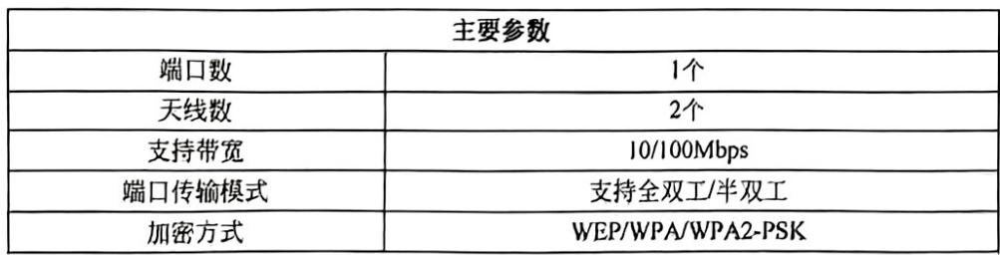 主要参数
端口数 1个
天线数 2个
支持带宽 10/100Mbps
端口传输模式 支持全双工/半双工
加密方式 WEP/WPA/WPA2-PSK